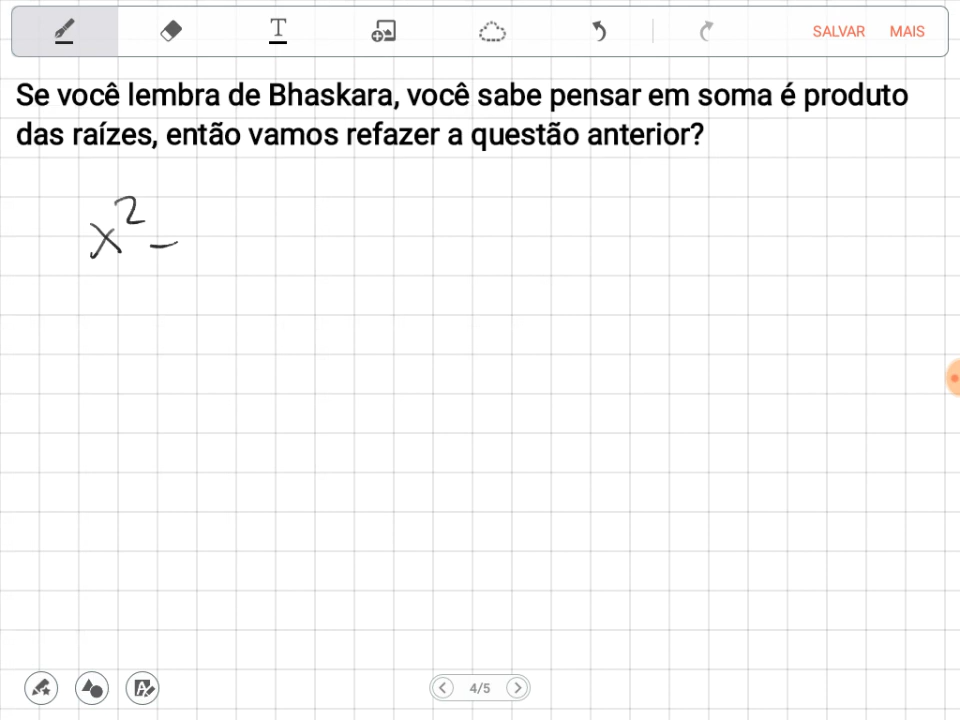 T SALVAR MAIS
Se você lembra de Bhaskara, você sabe pensar em soma é produto
das raízes, então vamos refazer a questão anterior?
x² –
A
4/5